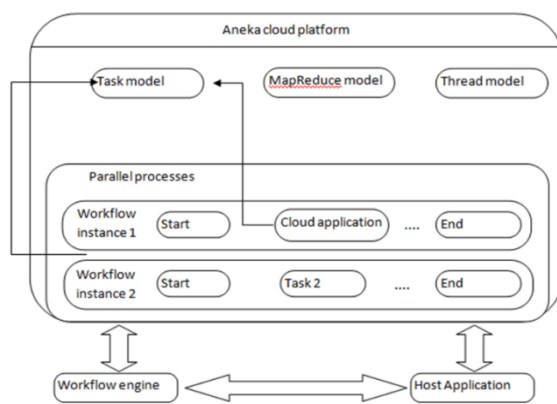 Aneka cloud platform
Task model
MapReduce model
Thread model
Parallel processes
Workflow
instance 1
Start
Cloud application
....
End
Workflow
instance 2
Start
Task 2
....
End
Workflow engine
Host Application